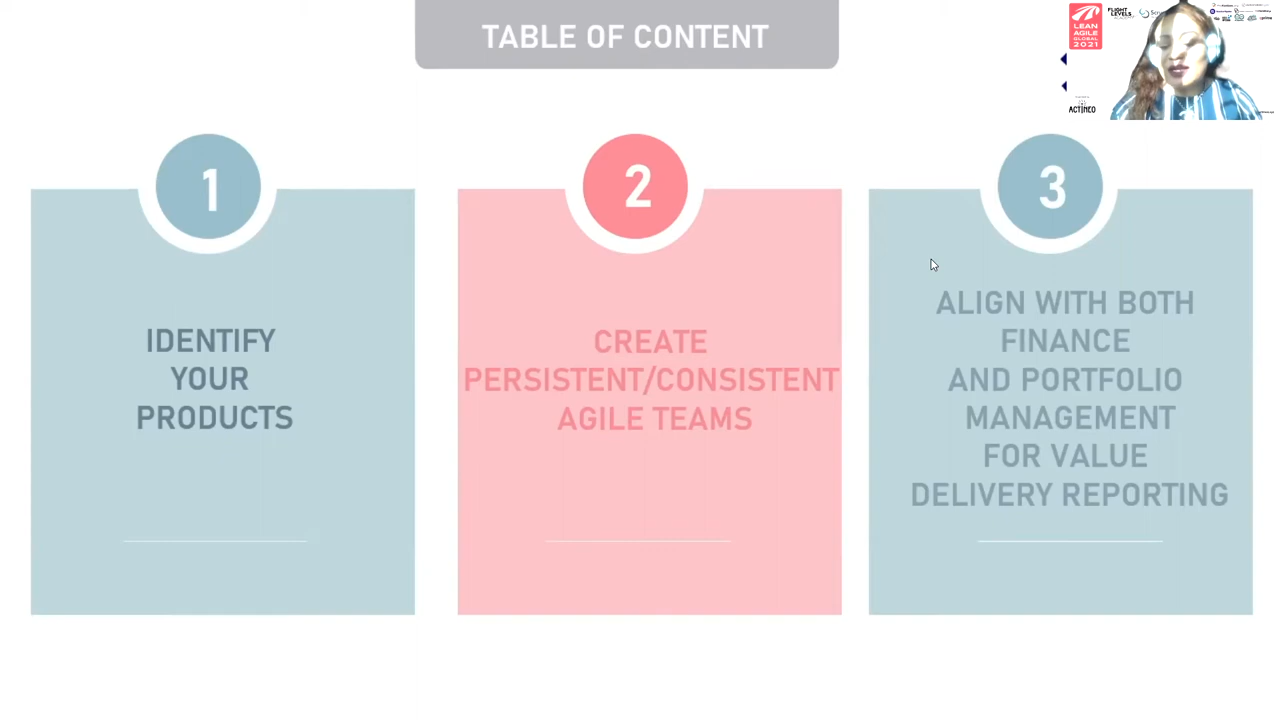 TABLE OF CONTENT
LEAN
AGILE
GLOBAL
2021
FLIGHT
LEVELS
ACADEMY
ACTINEO
1
IDENTIFY
YOUR
PRODUCTS
2
CREATE
PERSISTENT/CONSISTENT
AGILE TEAMS
3
ALIGN WITH BOTH
FINANCE
AND PORTFOLIO
MANAGEMENT
FOR VALUE
DELIVERY REPORTING